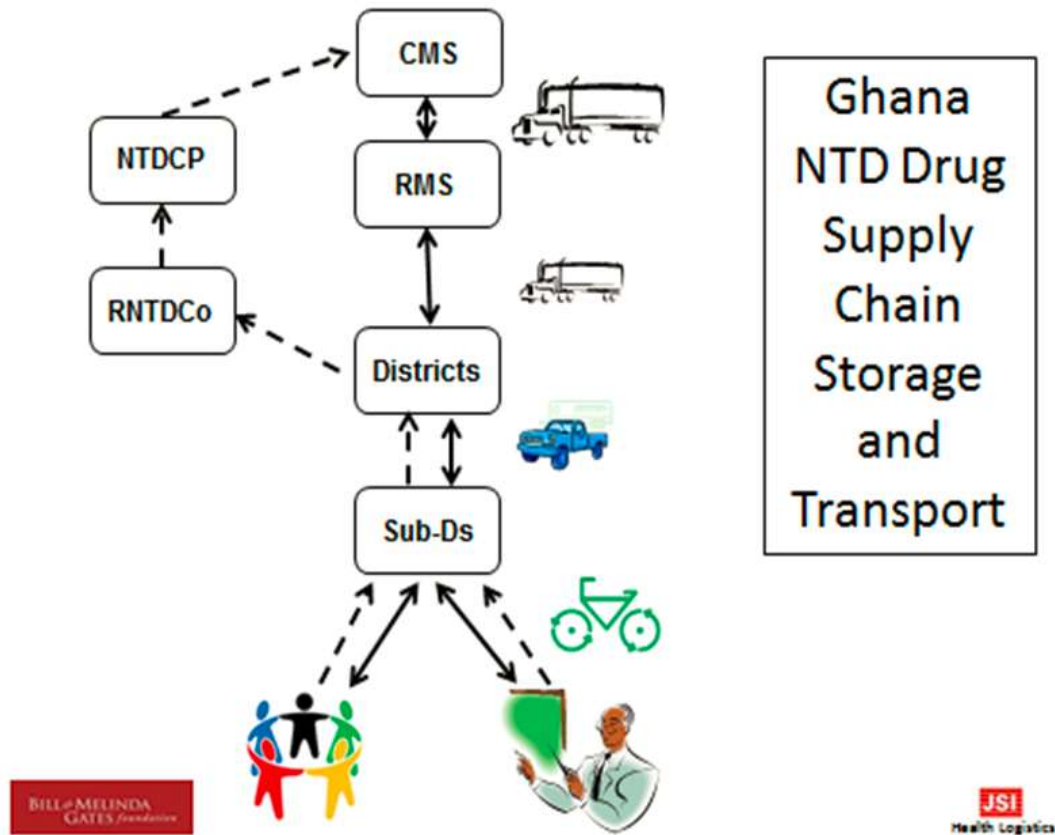 CMS
NTDCP
RMS
RNTDCo
Districts
Sub-Ds
Ghana
NTD Drug
Supply
Chain
Storage
and
Transport
BILL & MELINDA
GATES foundation
JSI
Health Logistics